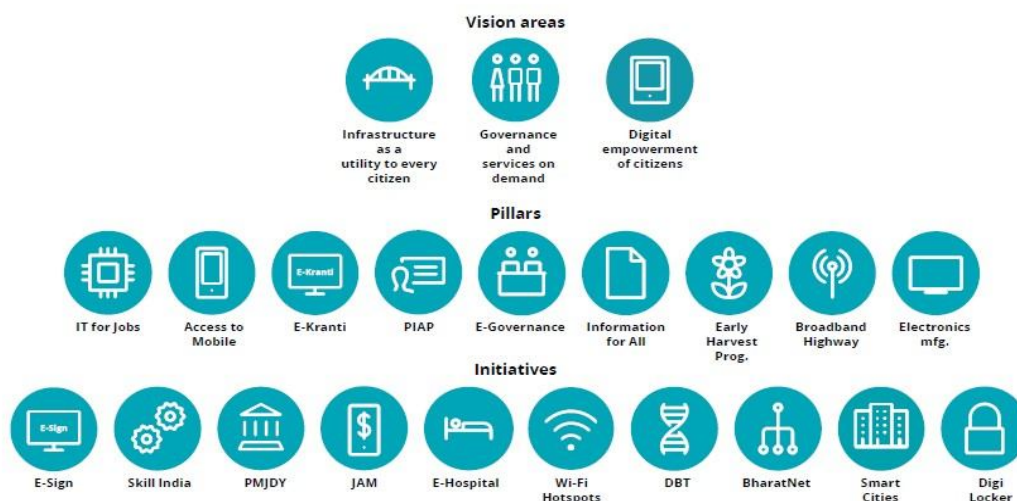 Vision areas
Infrastructure
as a
utility to every
citizen
Governance
and
services on
demand
Digital
empowerment
of citizens
Pillars
E-Kranti
IT for Jobs
Access to
Mobile
E-Kranti
PIAP
E-Governance
Information
for All
Early
Harvest
Prog.
Broadband
Highway
Electronics
mfg.
Initiatives
E-Sign
$
E-Sign
Skill India
PMJDY
JAM
E-Hospital
Wi-Fi
Hotspots
DBT
BharatNet
Smart
Cities
Digi
Locker